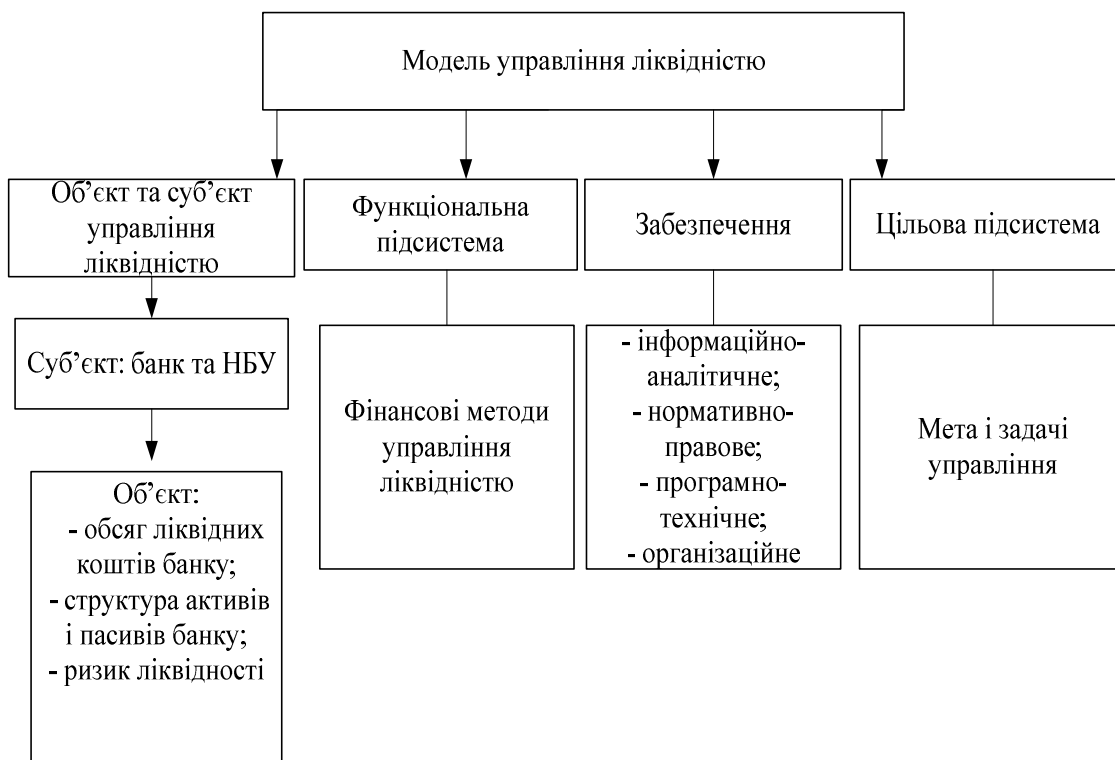 Модель управління ліквідністю
Об’єкт та суб’єкт
управління
ліквідністю
Функціональна
підсистема
Забезпечення
Цільова підсистема
Суб’єкт: банк та НБУ
Об’єкт:
- обсяг ліквідних
коштів банку;
- структура активів
і пасивів банку;
- ризик ліквідності
Фінансові методи
управління
ліквідністю
- інформаційно-
аналітичне;
- нормативно-
правове;
- програмно-
технічне;
- організаційне
Мета і задачі
управління